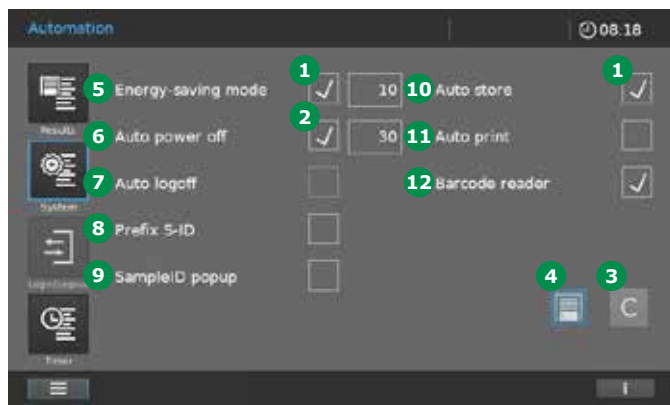 Automation 08.18
1 1
5 Energy-saving mode 10 10 Auto store
Results
2
6 Auto power off 30 11 Auto print
7 Auto logoff 12 Barcode reader
System
8 Prefix S-ID
9 SampleID popup
4 3
C
Timer
i